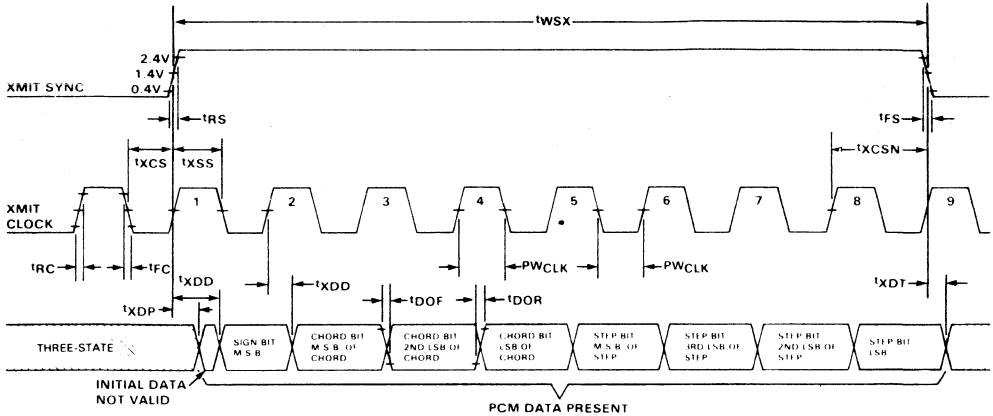 tWSX
2.4V
1.4V
0.4V
XMIT SYNC
tRS
tFS
tXCS
tXSS
tXCSN
XMIT
CLOCK
1
2
3
4
5
6
7
8
9
tRC
tFC
PWCLK
PWCLK
tXDD
tXDD
tXDP
tDOF
tDOR
tXDT
THREE-STATE
SIGN BIT
M.S.B.
CHORD BIT
M.S.B. OF
CHORD
CHORD BIT
2ND LSB OF
CHORD
CHORD BIT
LSB OF
CHORD
STEP BIT
M.S.B. OF
STEP
STEP BIT
3RD LSB OF
STEP
STEP BIT
2ND LSB OF
STEP
STEP BIT
LSB
INITIAL DATA
NOT VALID
PCM DATA PRESENT